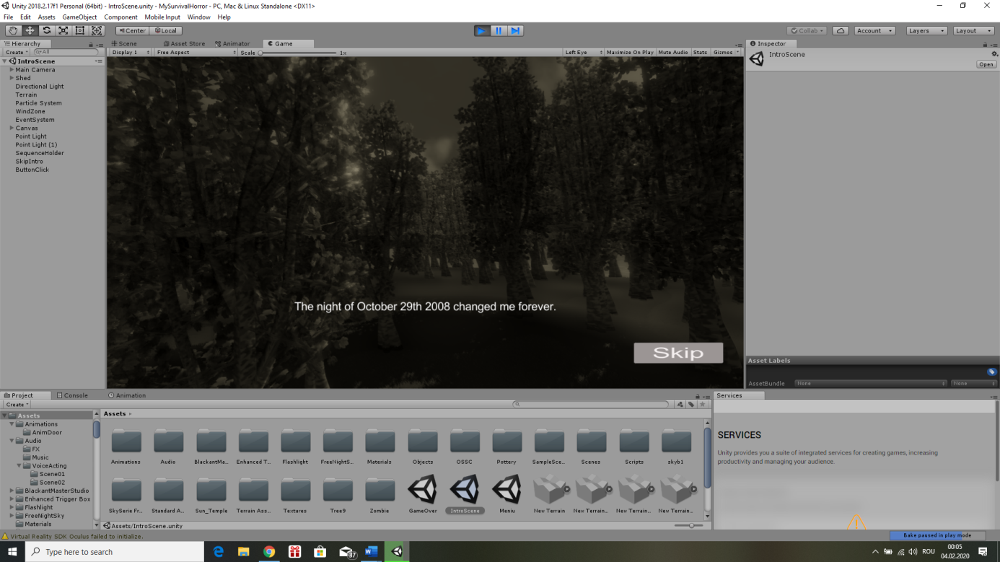 Unity 2018.2.17f1 Personal (64bit) - IntroScene.unity - MySurvivalHorror - PC, Mac & Linux Standalone <DX11>
File Edit Assets GameObject Component Mobile Input Window Help
Center Local Collab Account Layers Layout
Hierarchy
Create All
IntroScene
Main Camera
Shed
Directional Light
Terrain
Particle System
WindZone
EventSystem
Canvas
Point Light
Point Light (1)
SequenceHolder
SkipIntro
ButtonClick
Scene Asset Store Animator Game
Display 1 Free Aspect Scale 1x Left Eye Maximize On Play Mute Audio Stats Gizmos
The night of October 29th 2008 changed me forever.
Skip
Inspector
IntroScene
Open
Asset Labels
AssetBundle None None
Project Console Animation
Create
Assets
Animations
AnimDoor
Audio
FX
Music
VoiceActing
Scene01
Scene02
BlackantMasterStudio
Enhanced Trigger Box
Flashlight
FreeNightSky
Materials
Assets
Animations Audio BlackantMa... Enhanced T... Flashlight FreeNightS... Materials Objects OSSC Pottery SampleSce... Scenes Scripts skyb1
SkySerie Fr... Standard A... Sun_Temple Terrain Ass... Textures Tree9 Zombie GameOver IntroScene Meniu New Terrain New Terrain... New Terrain... New Terrain...
Assets/IntroScene.unity
Services
SERVICES
Unity provides you a suite of integrated services for creating games, increasing
productivity and managing your audience.
Virtual Reality SDK Oculus failed to initialize.
Bake paused in play mode
Type here to search
37
ROU
00:05
04.02.2020